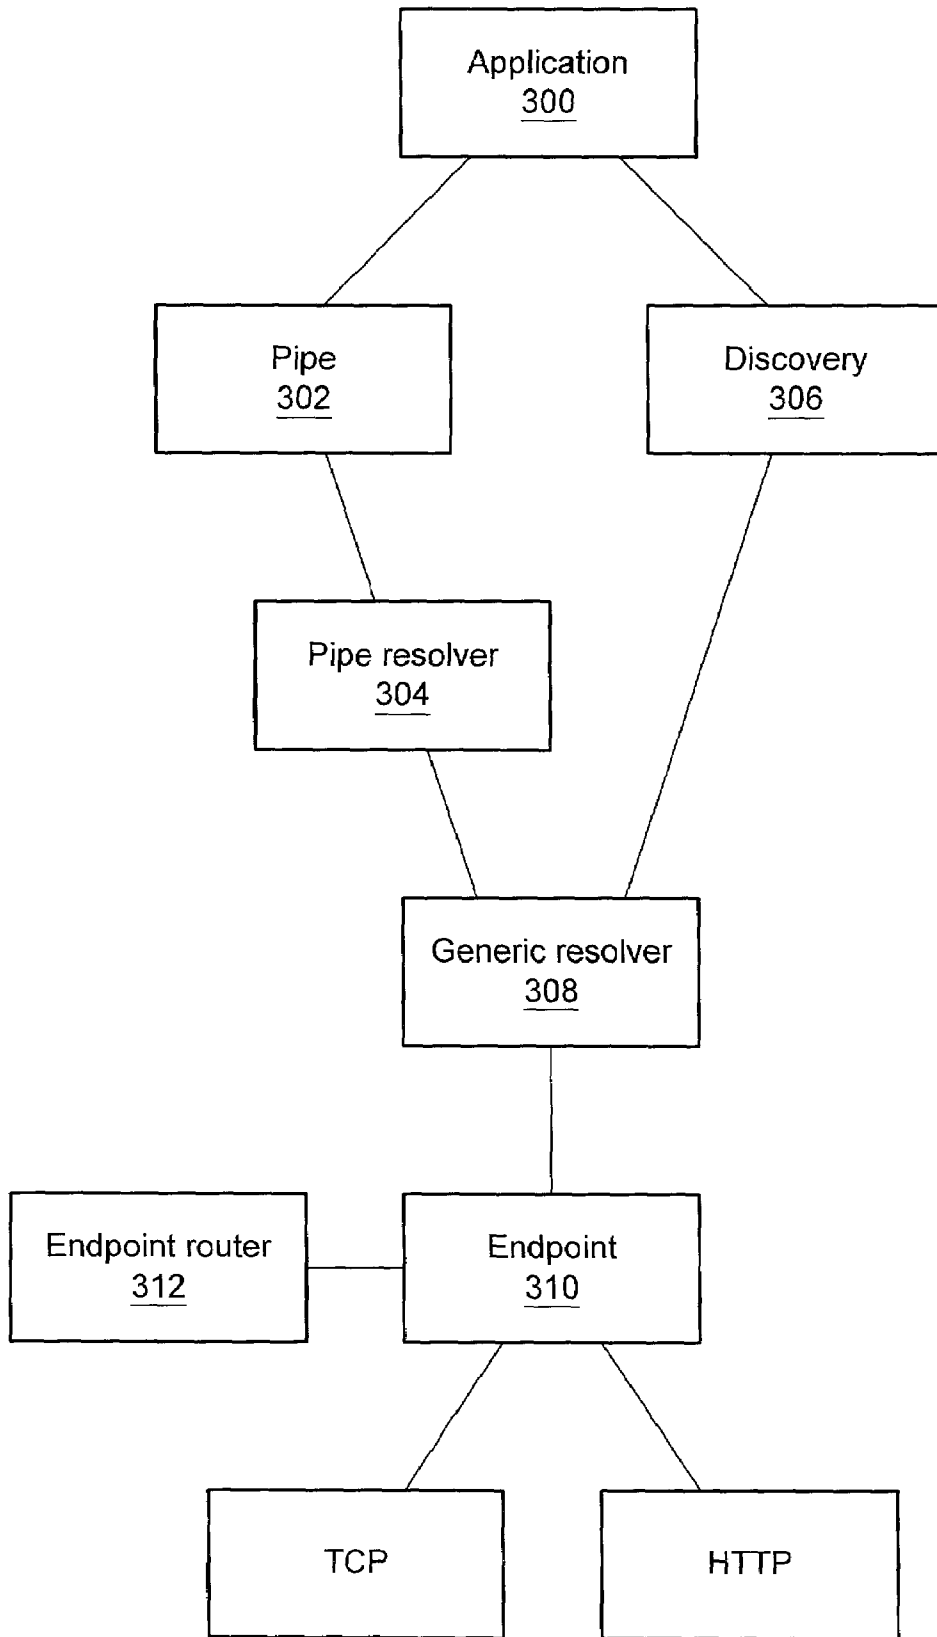 Application
300
Pipe
302
Discovery
306
Pipe resolver
304
Generic resolver
308
Endpoint router
312
Endpoint
310
TCP
HTTP